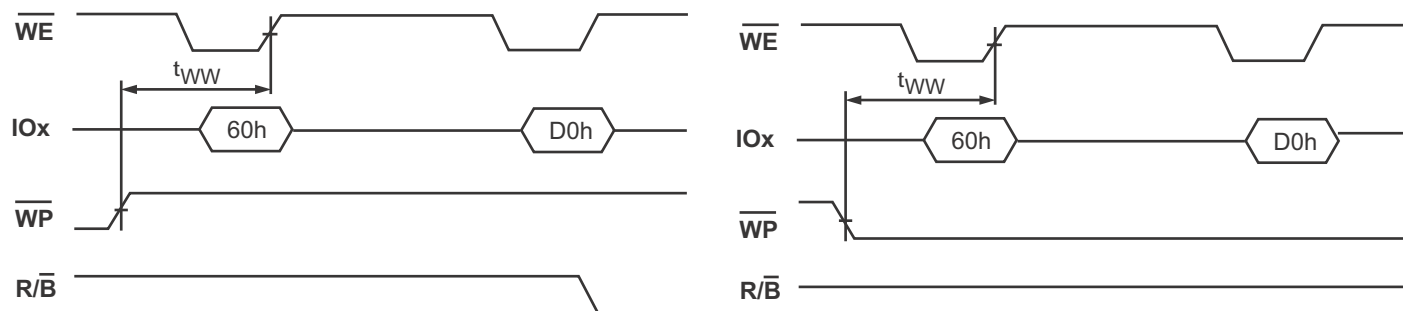 WE
tWW
IOx 60h D0h
WP
R/B
WE
tWW
IOx 60h D0h
WP
R/B